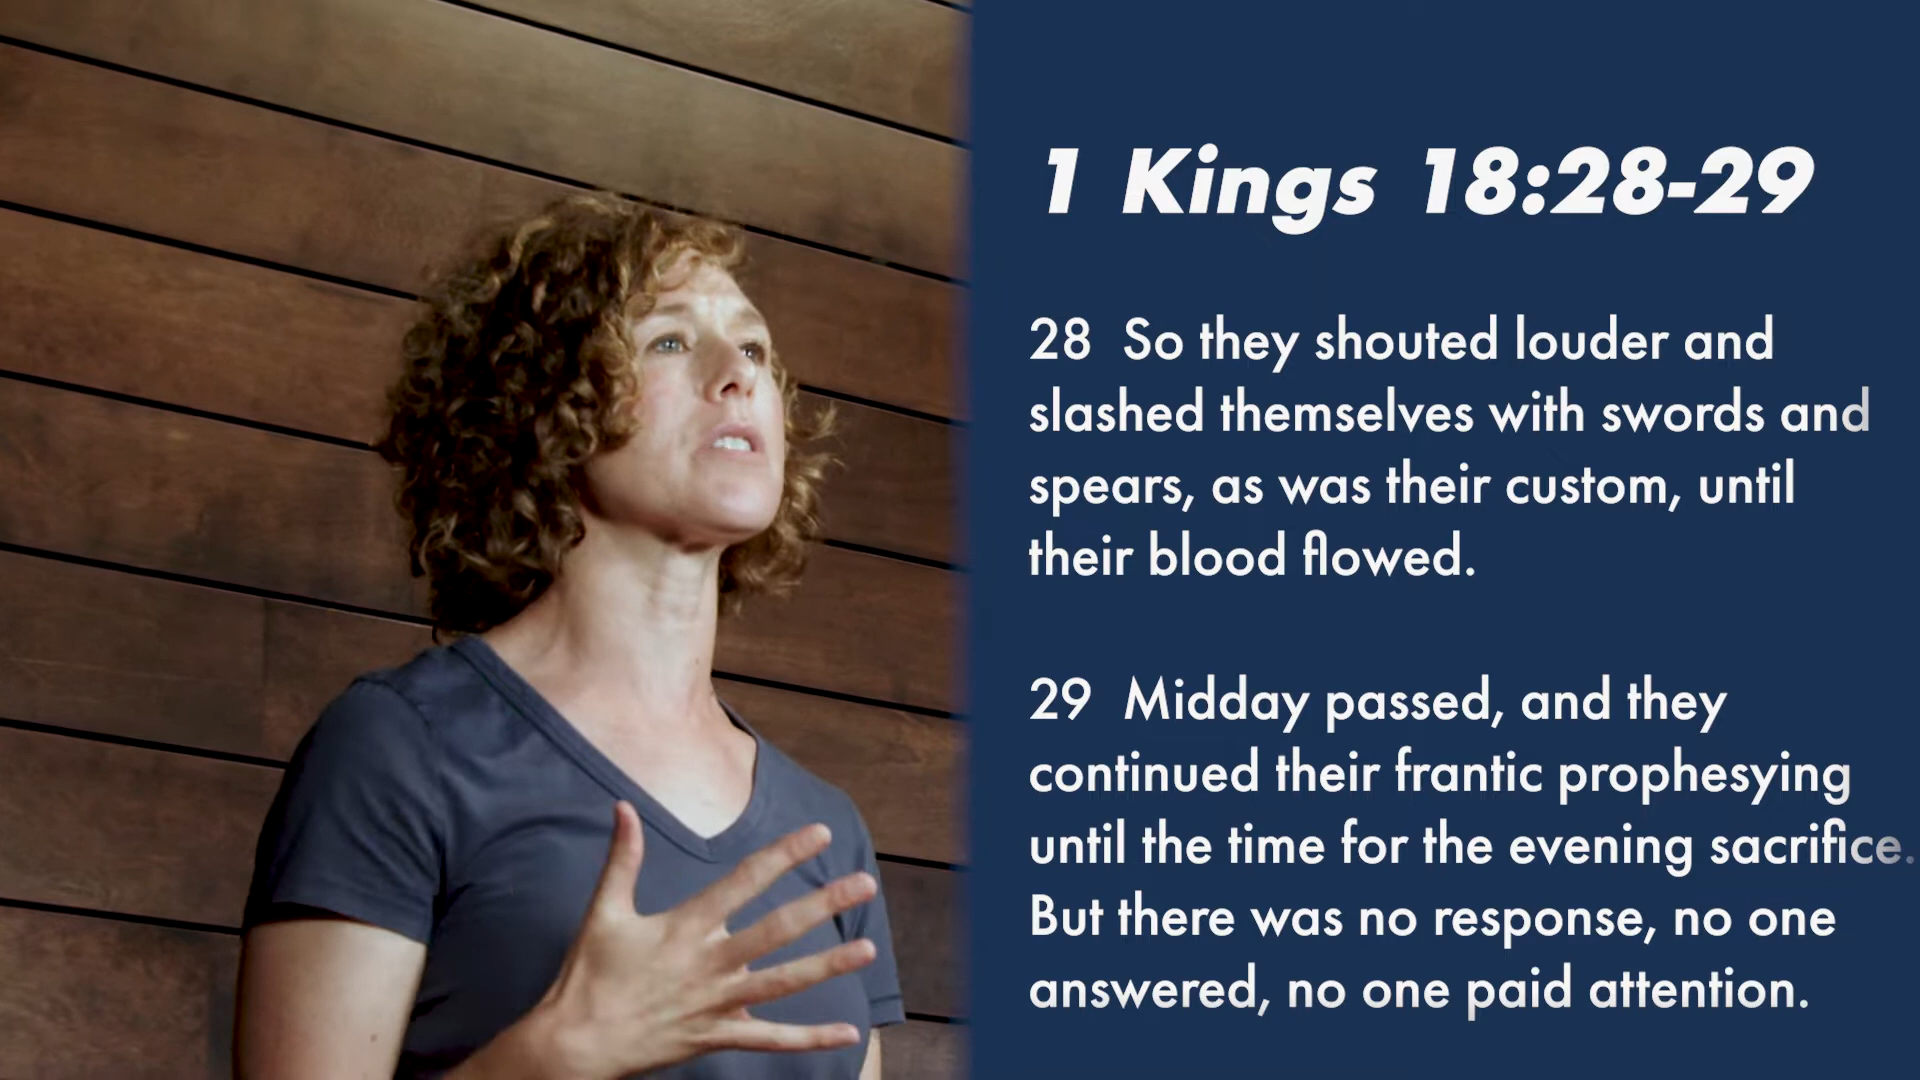 1 Kings 18:28-29
28 So they shouted louder and
slashed themselves with swords and
spears, as was their custom, until
their blood flowed.
29 Midday passed, and they
continued their frantic prophesying
until the time for the evening sacrifice.
But there was no response, no one
answered, no one paid attention.